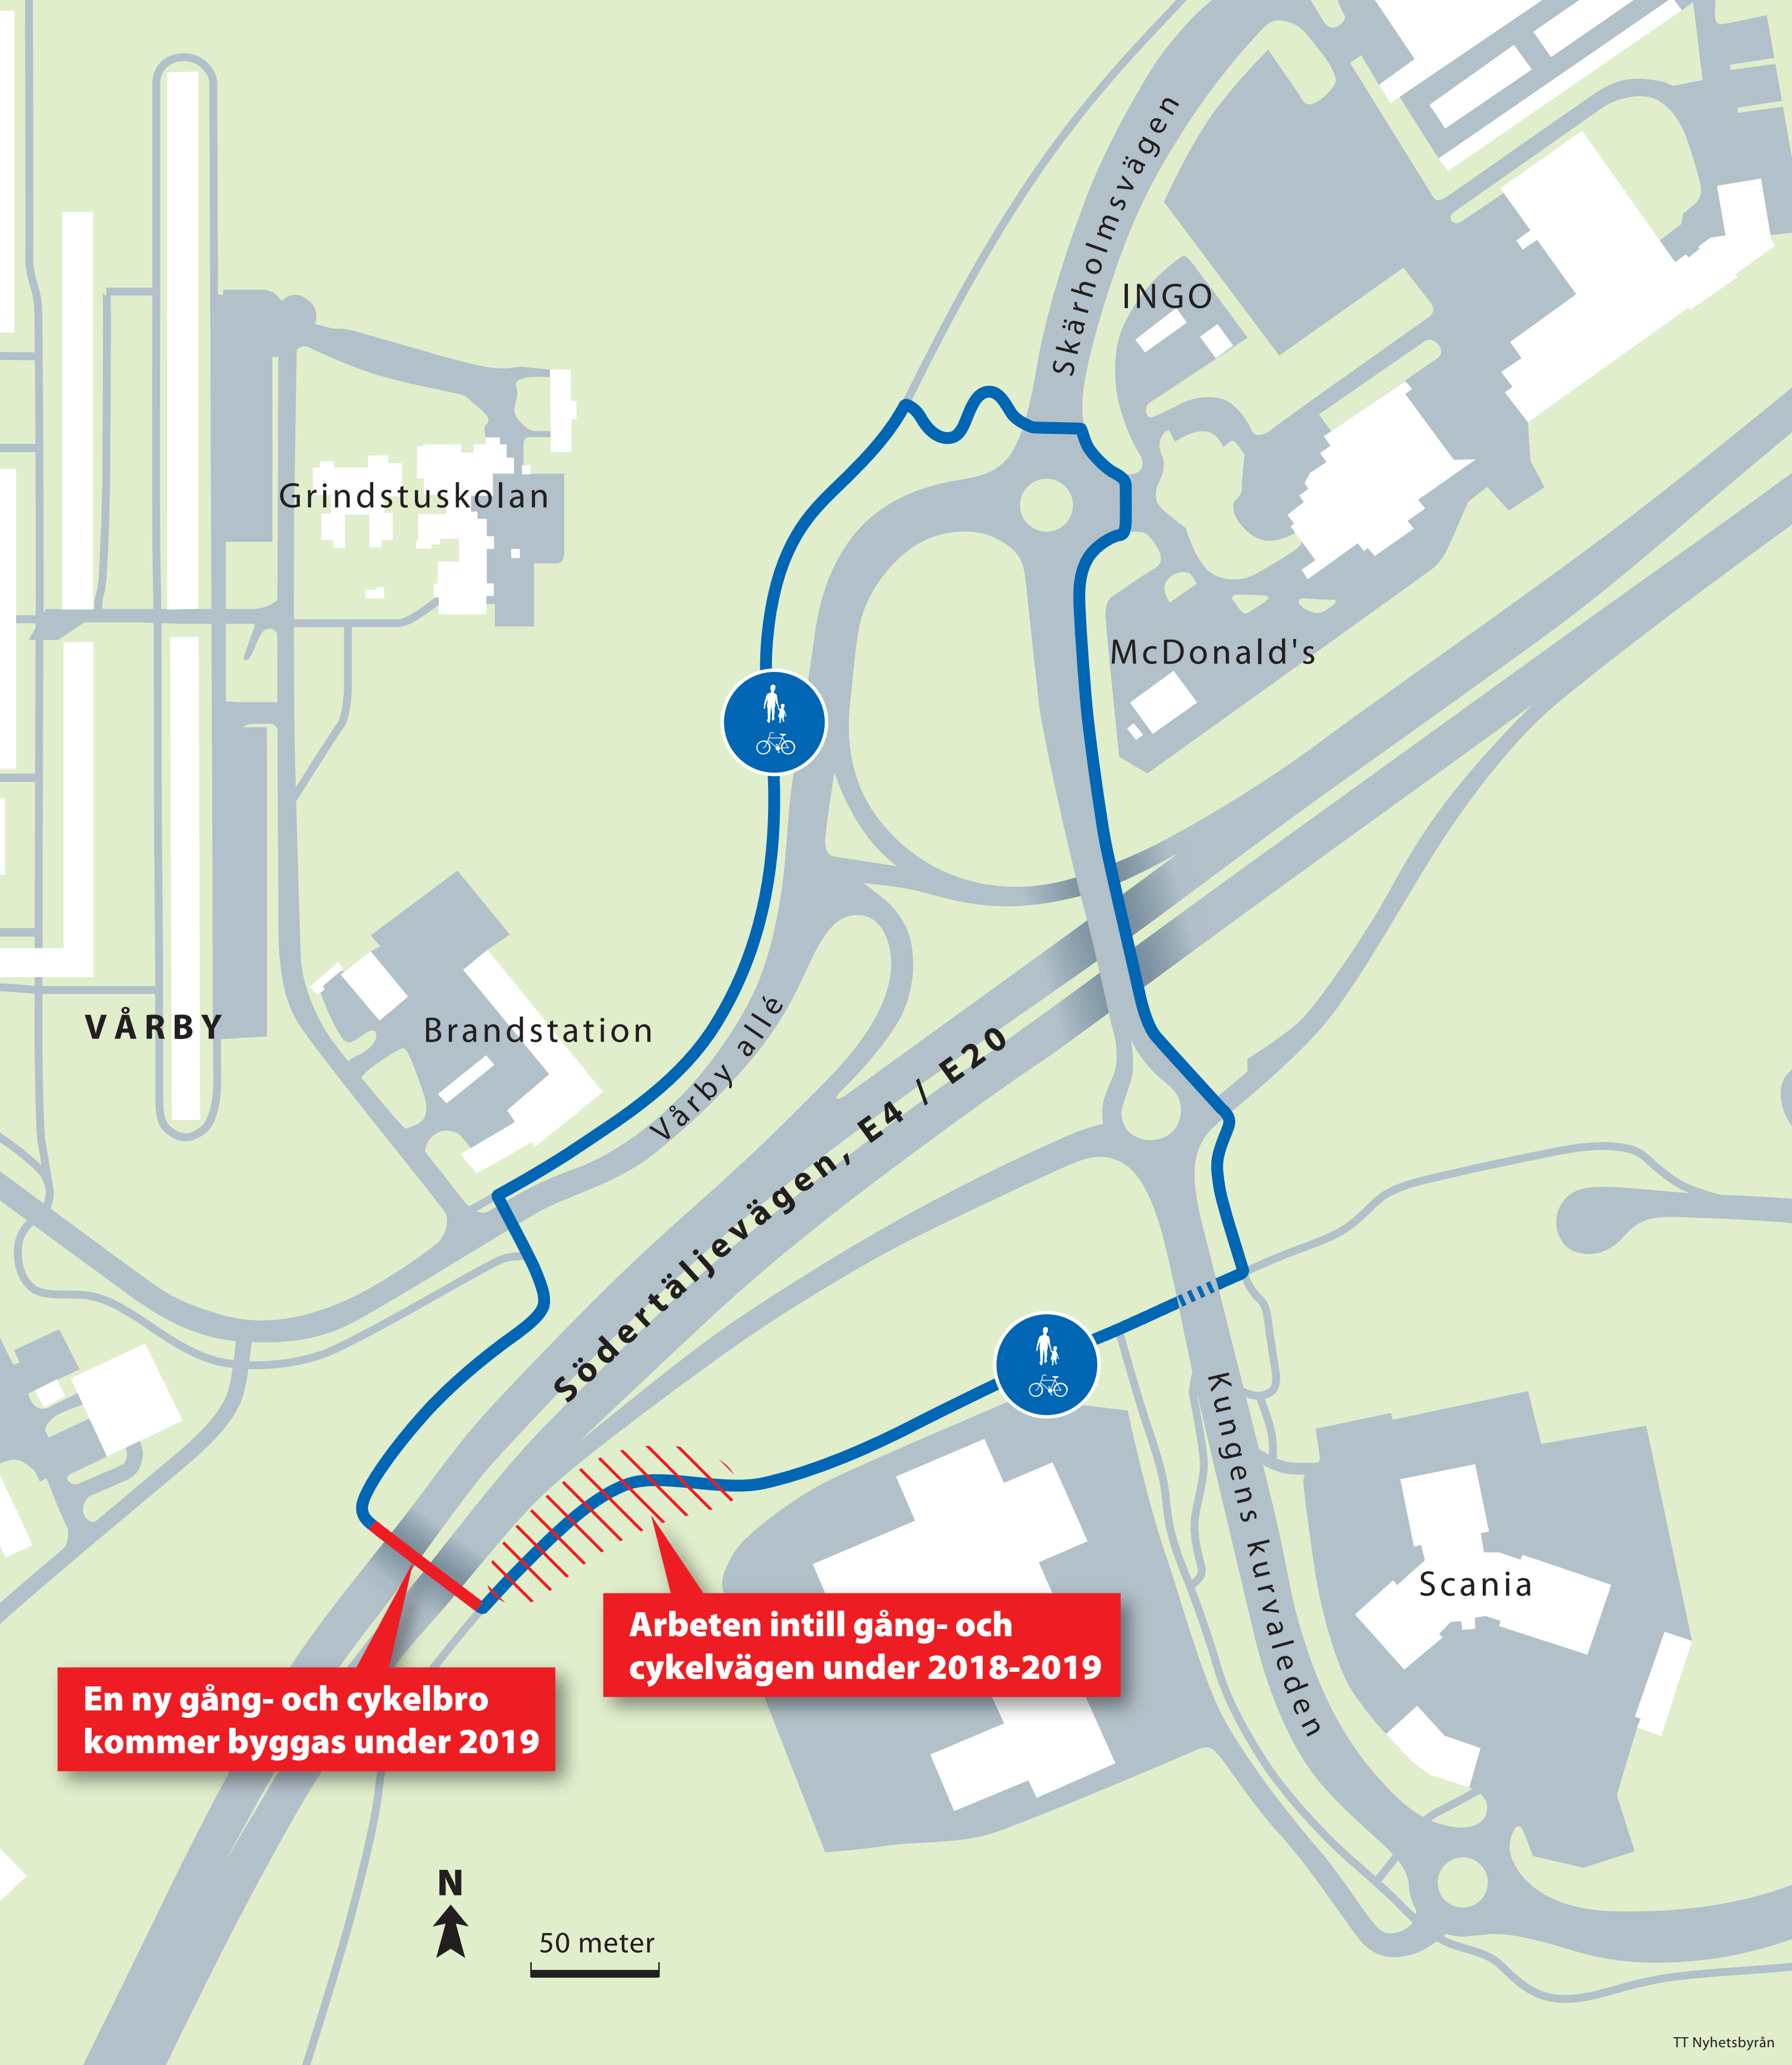 Skärholmsvägen
INGO
Grindstuskolan
McDonald's
VÅRBY
Brandstation
Vårby allé
Södertäljevägen, E4 / E20
Kungens kurvaleden
Scania
Arbeten intill gång- och
cykelvägen under 2018-2019
En ny gång- och cykelbro
kommer byggas under 2019
N
50 meter
TT Nyhetsbyrån